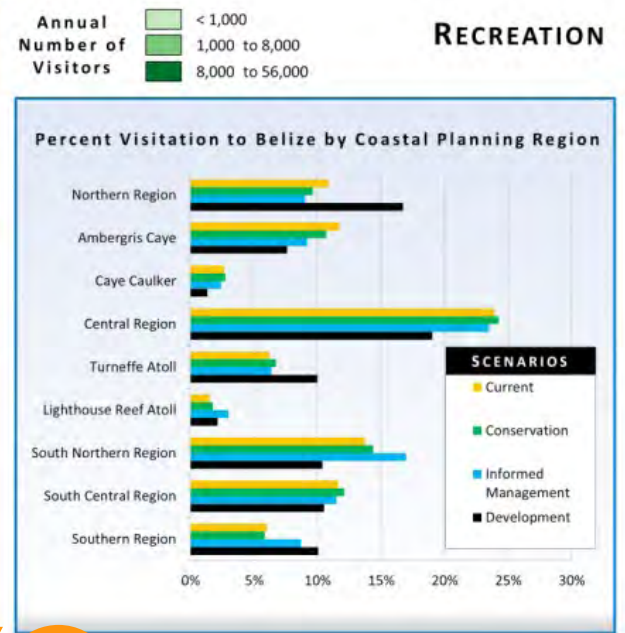 Annual
Number of
Visitors
< 1,000
1,000 to 8,000
8,000 to 56,000
RECREATION
Percent Visitation to Belize by Coastal Planning Region
Northern Region
Ambergris Caye
Caye Caulker
Central Region
Turneffe Atoll
Lighthouse Reef Atoll
South Northern Region
South Central Region
Southern Region
SCENARIOS
Current
Conservation
Informed
Management
Development
0% 5% 10% 15% 20% 25% 30%